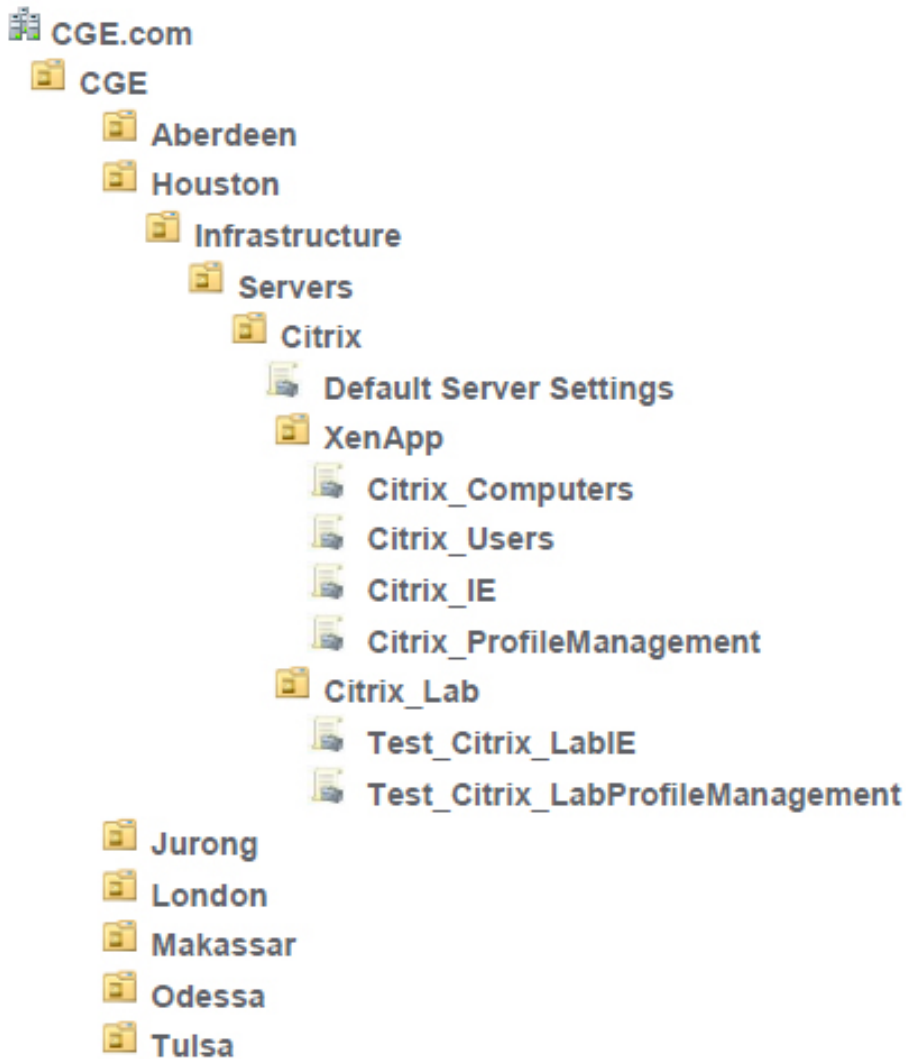 CGE.com
CGE
Aberdeen
Houston
Infrastructure
Servers
Citrix
Default Server Settings
XenApp
Citrix_Computers
Citrix_Users
Citrix_IE
Citrix_ProfileManagement
Citrix_Lab
Test_Citrix_LabIE
Test_Citrix_LabProfileManagement
Jurong
London
Makassar
Odessa
Tulsa